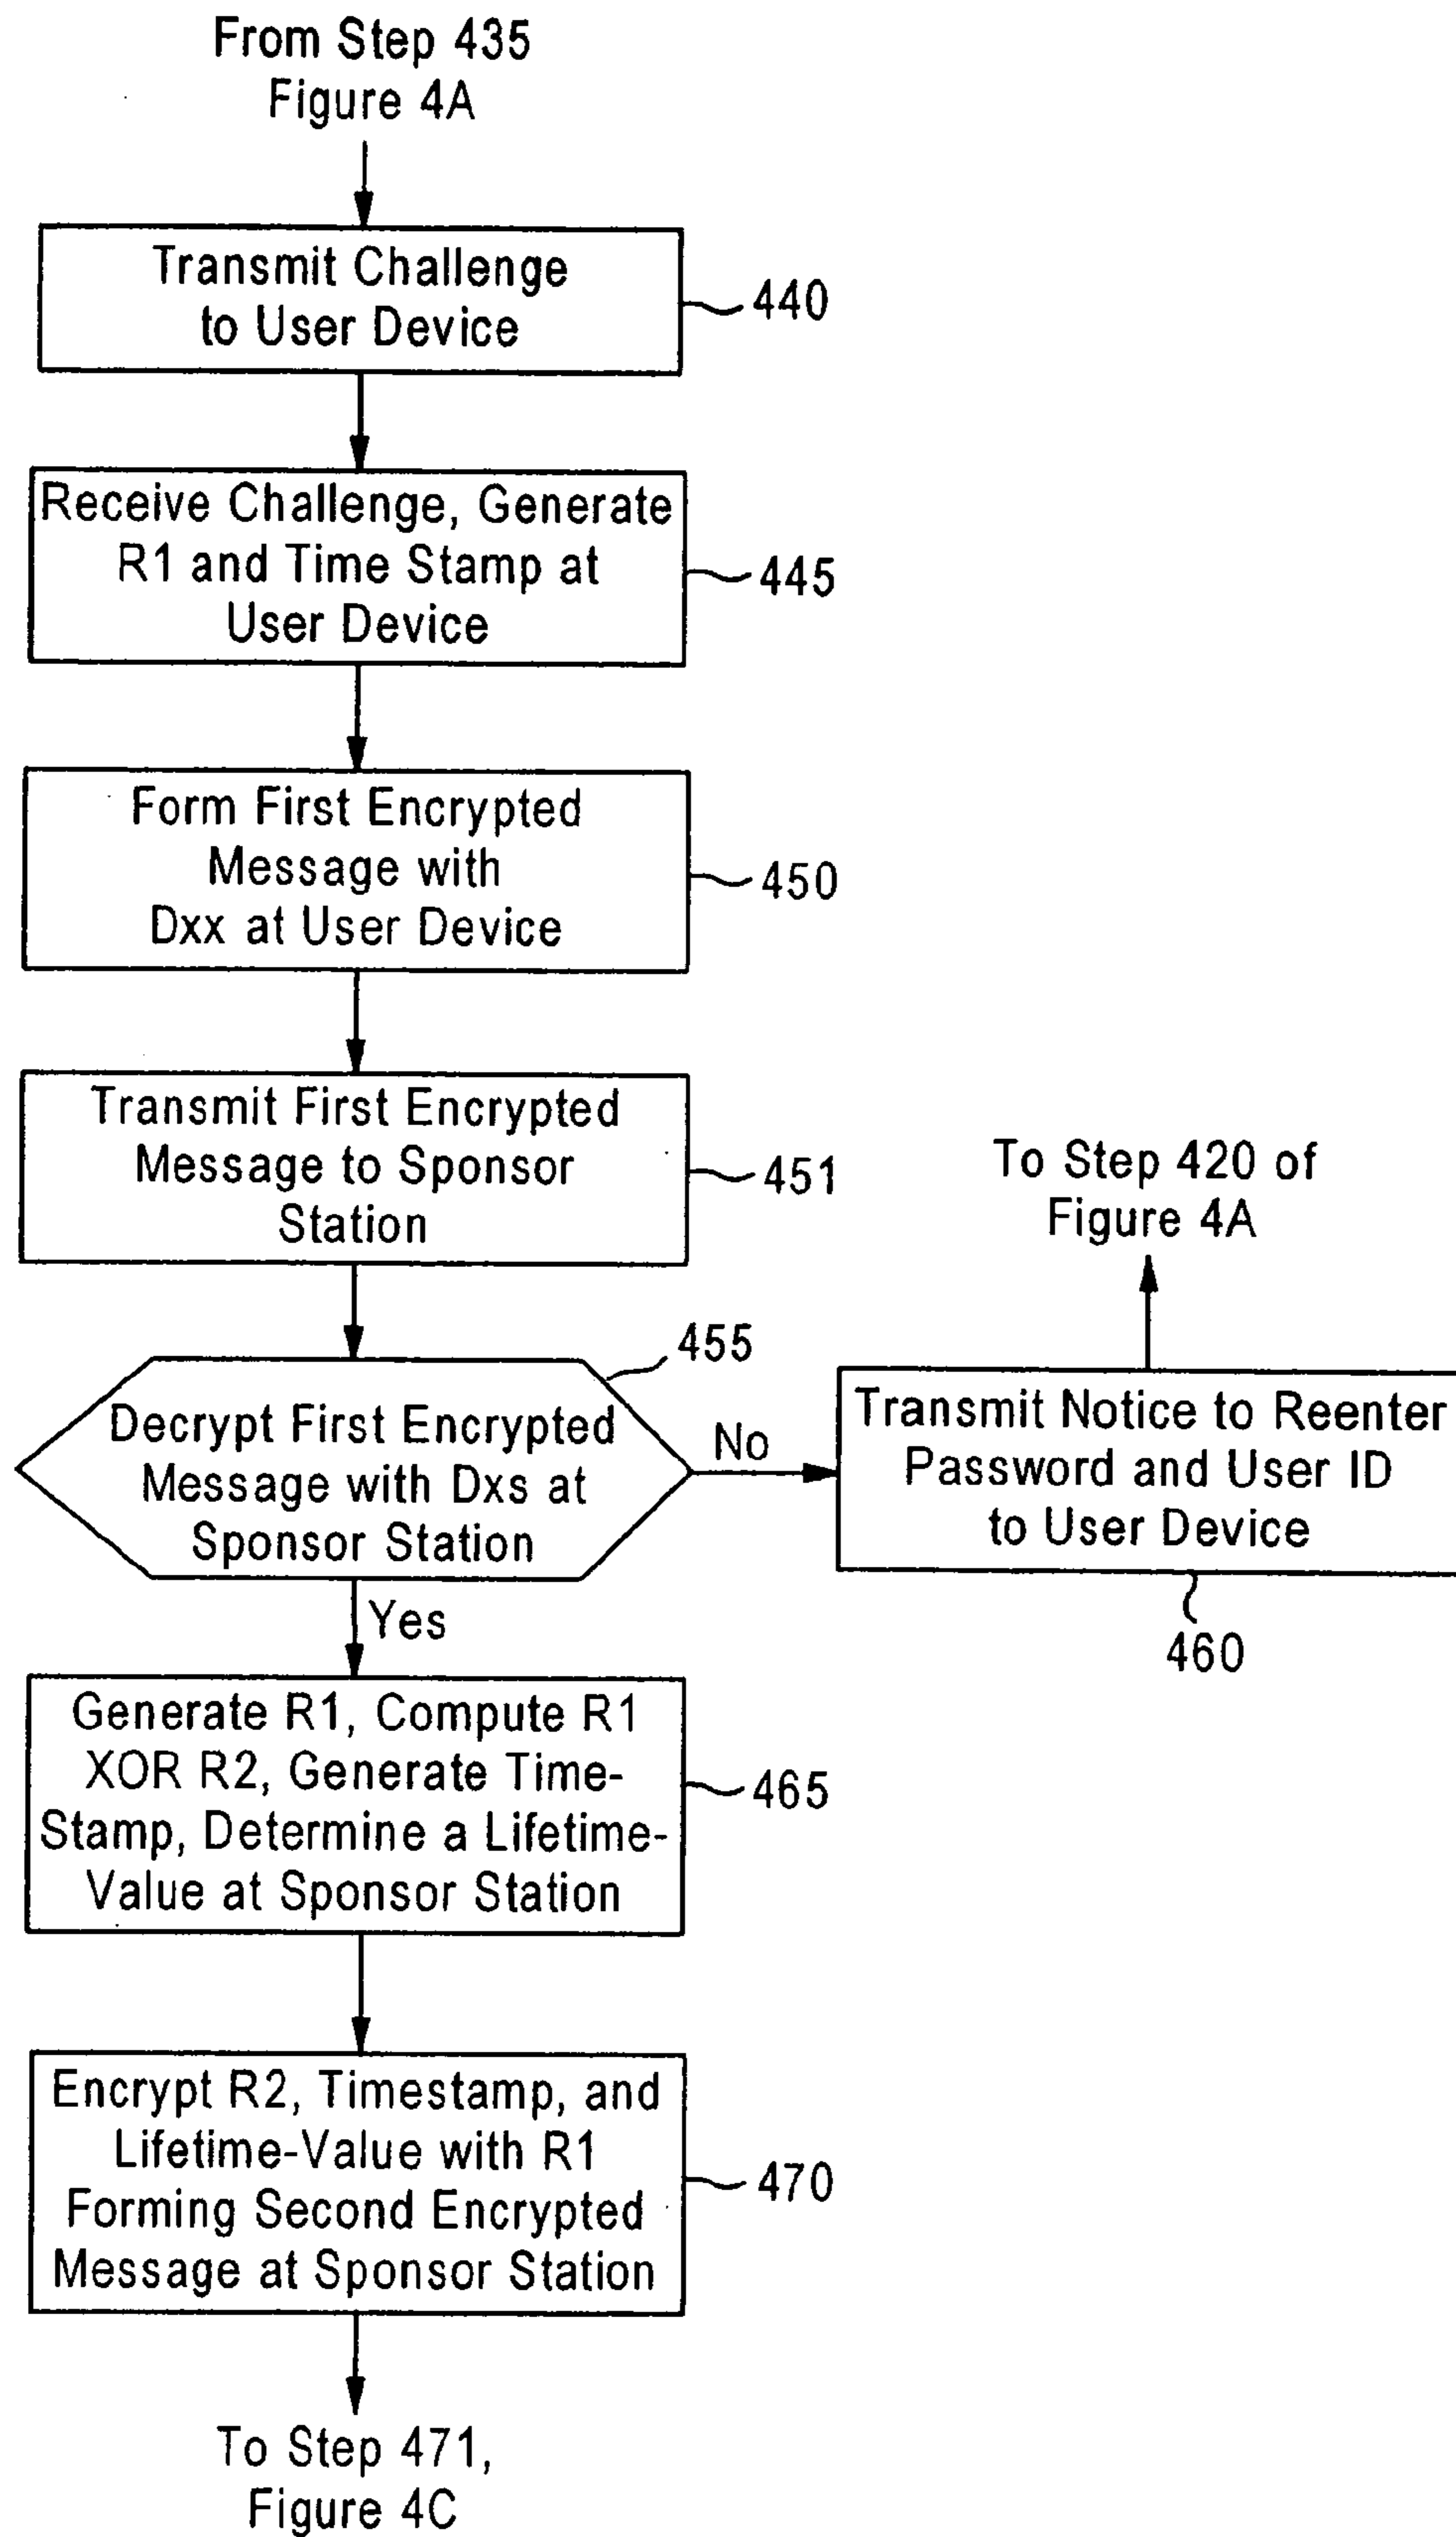 From Step 435
Figure 4A
Transmit Challenge
to User Device
440
Receive Challenge, Generate
R1 and Time Stamp at
User Device
445
Form First Encrypted
Message with
Dxx at User Device
450
Transmit First Encrypted
Message to Sponsor
Station
451
To Step 420 of
Figure 4A
455
Decrypt First Encrypted
Message with Dxs at
Sponsor Station
No
Transmit Notice to Reenter
Password and User ID
to User Device
460
Yes
Generate R1, Compute R1
XOR R2, Generate Time-
Stamp, Determine a Lifetime-
Value at Sponsor Station
465
Encrypt R2, Timestamp, and
Lifetime-Value with R1
Forming Second Encrypted
Message at Sponsor Station
470
To Step 471,
Figure 4C